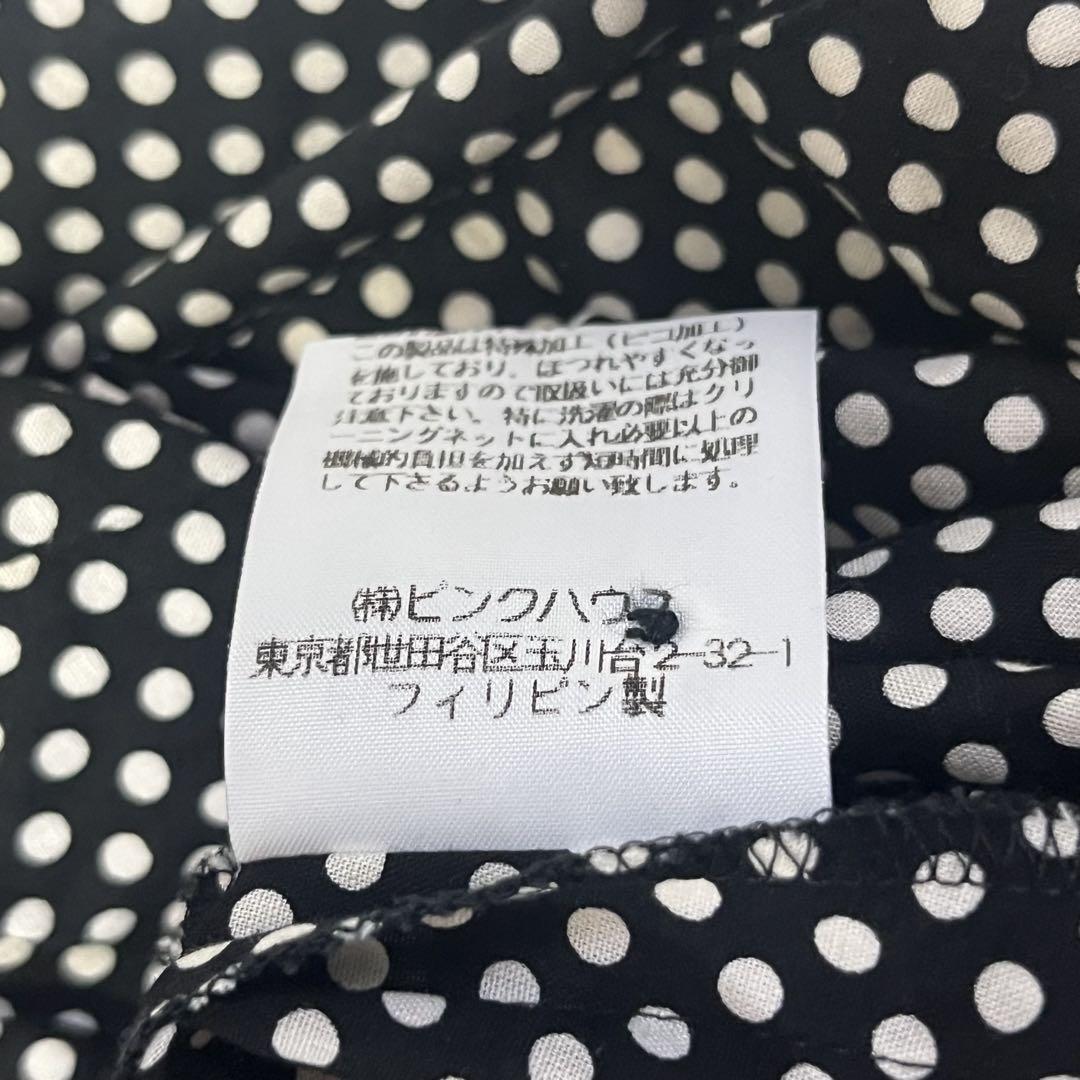 この製品は特殊加工（ピコ加工）
を施しており、ほつれやすくなっ
ておりますので取扱いには充分御
注意下さい。特に洗濯の際はクリ
ーニングネットに入れ必要以上の
機械的負担を加えず短時間に処理
して下さるようお願い致します。
㈱ピンクハウ
東京都世田谷区玉川台2-32-1
フィリピン製